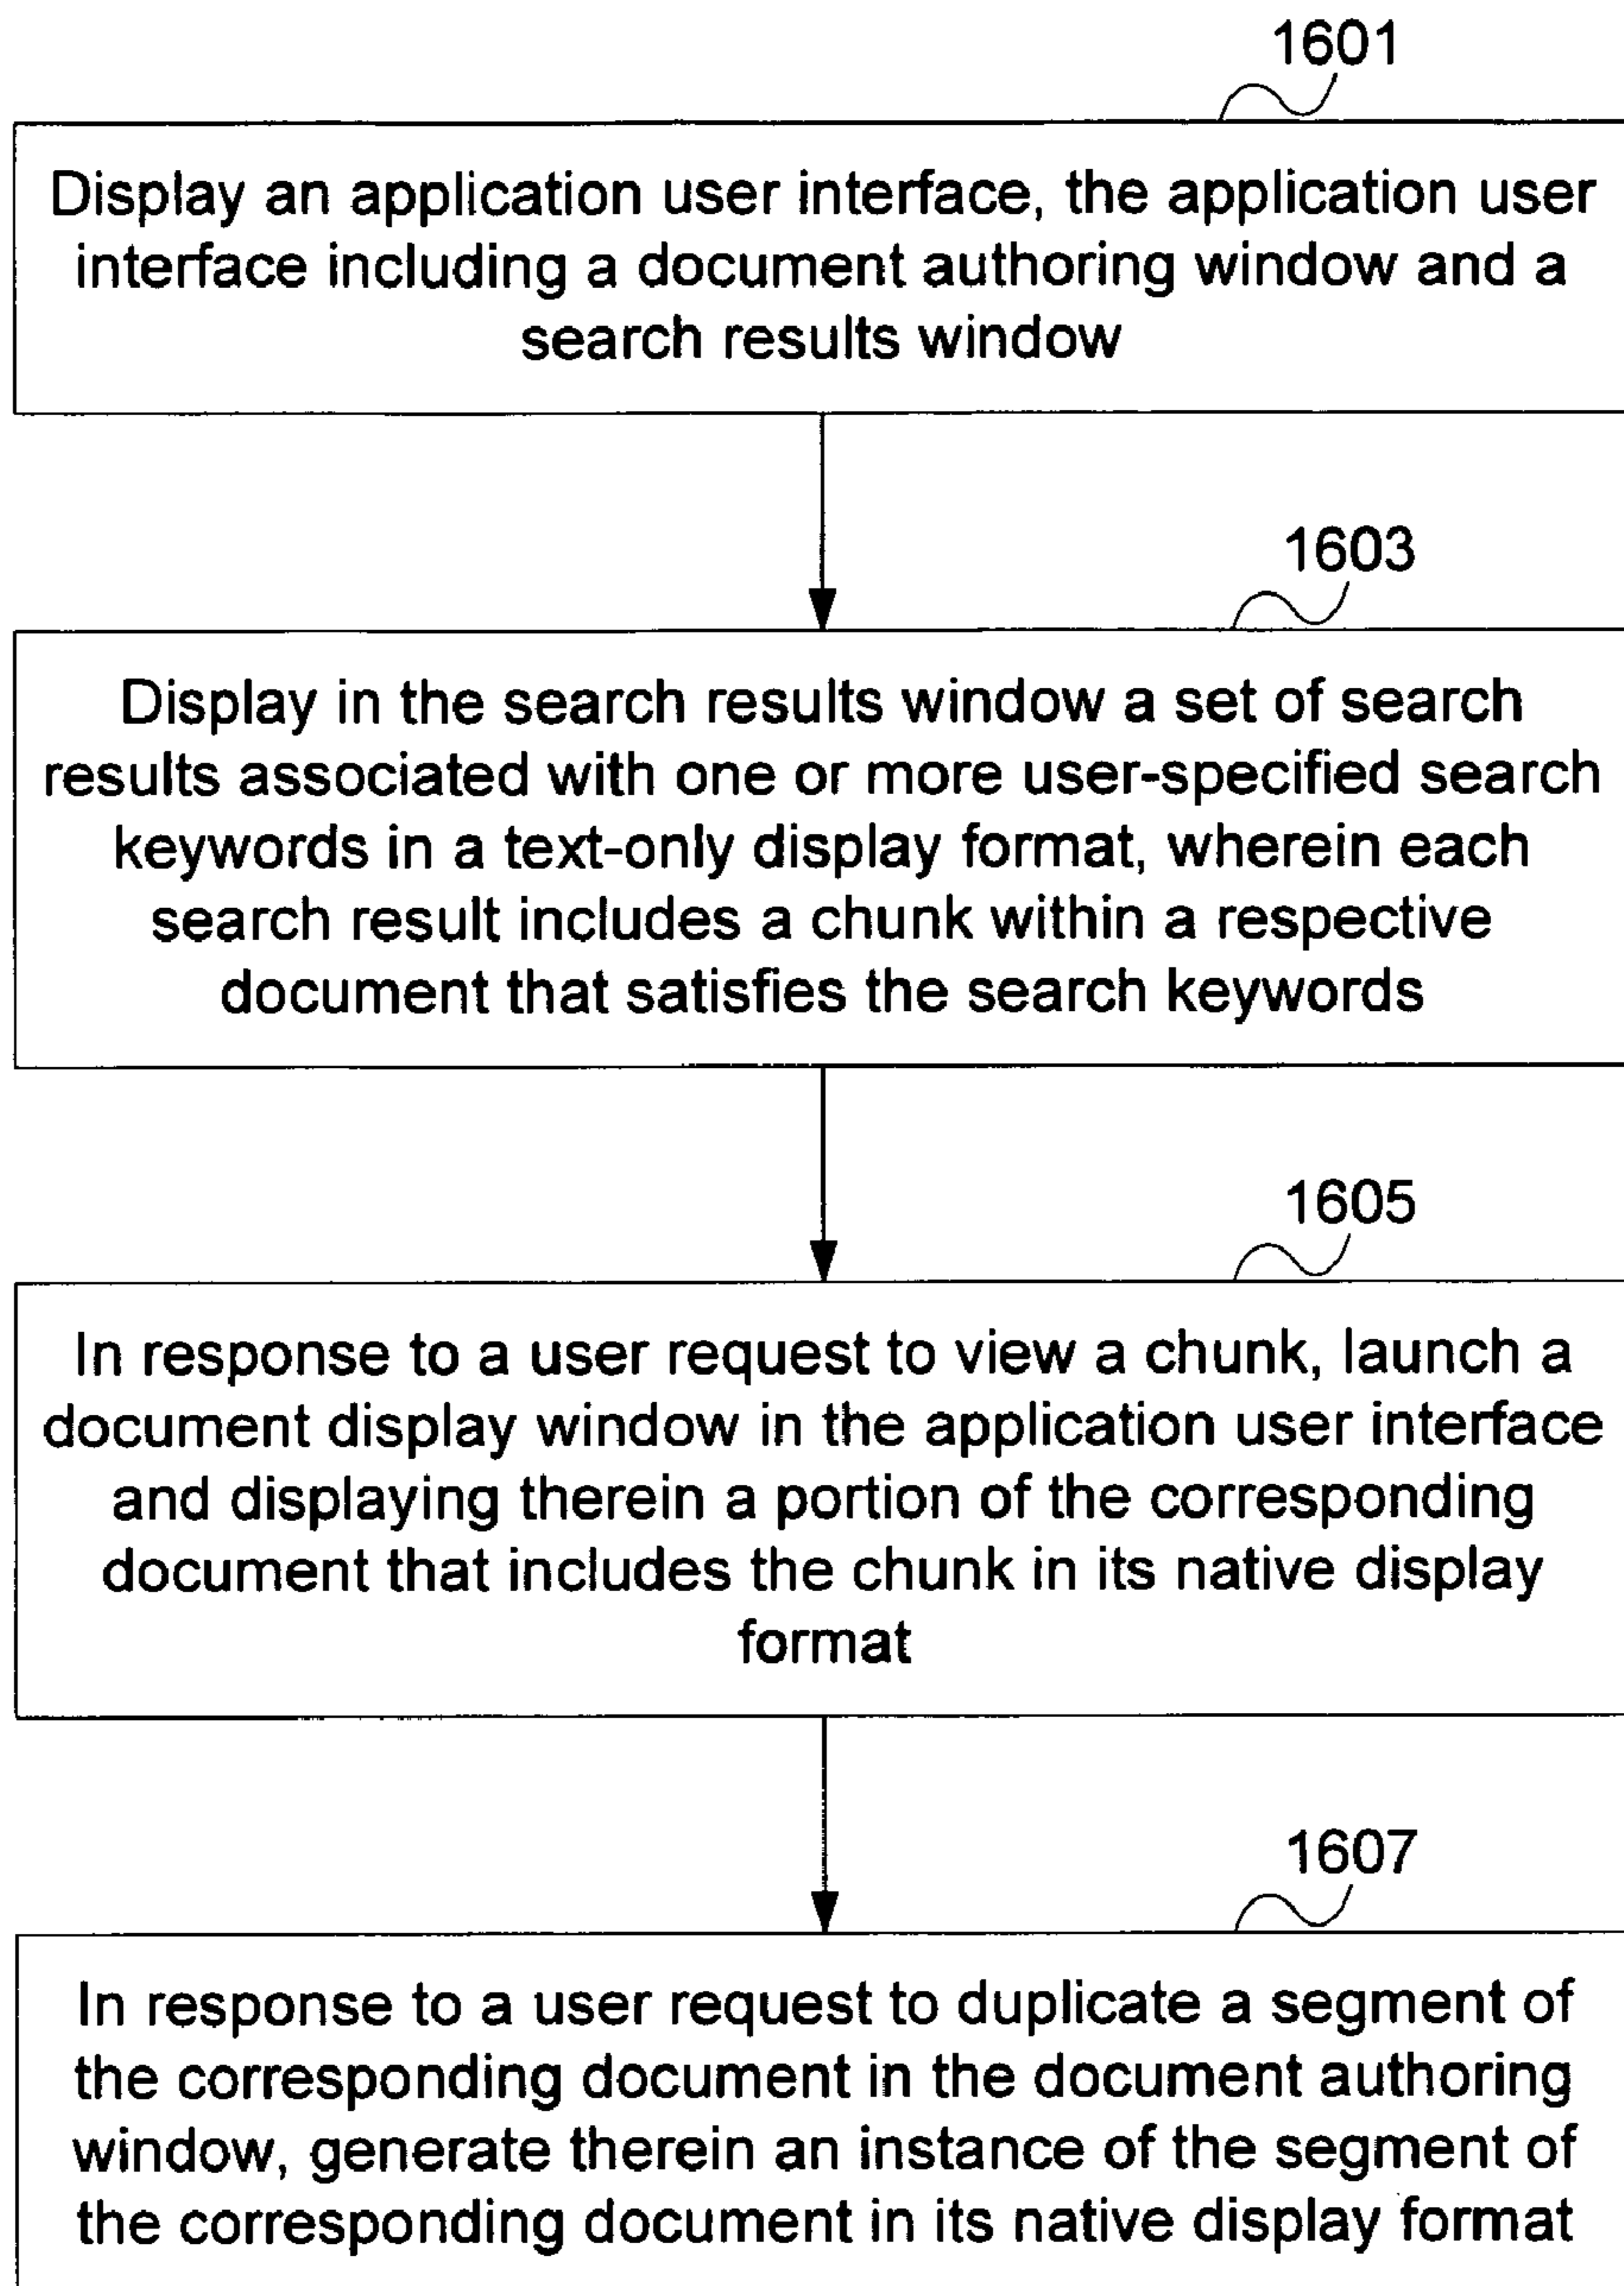 1601
Display an application user interface, the application user
interface including a document authoring window and a
search results window
1603
Display in the search results window a set of search
results associated with one or more user-specified search
keywords in a text-only display format, wherein each
search result includes a chunk within a respective
document that satisfies the search keywords
1605
In response to a user request to view a chunk, launch a
document display window in the application user interface
and displaying therein a portion of the corresponding
document that includes the chunk in its native display
format
1607
In response to a user request to duplicate a segment of
the corresponding document in the document authoring
window, generate therein an instance of the segment of
the corresponding document in its native display format